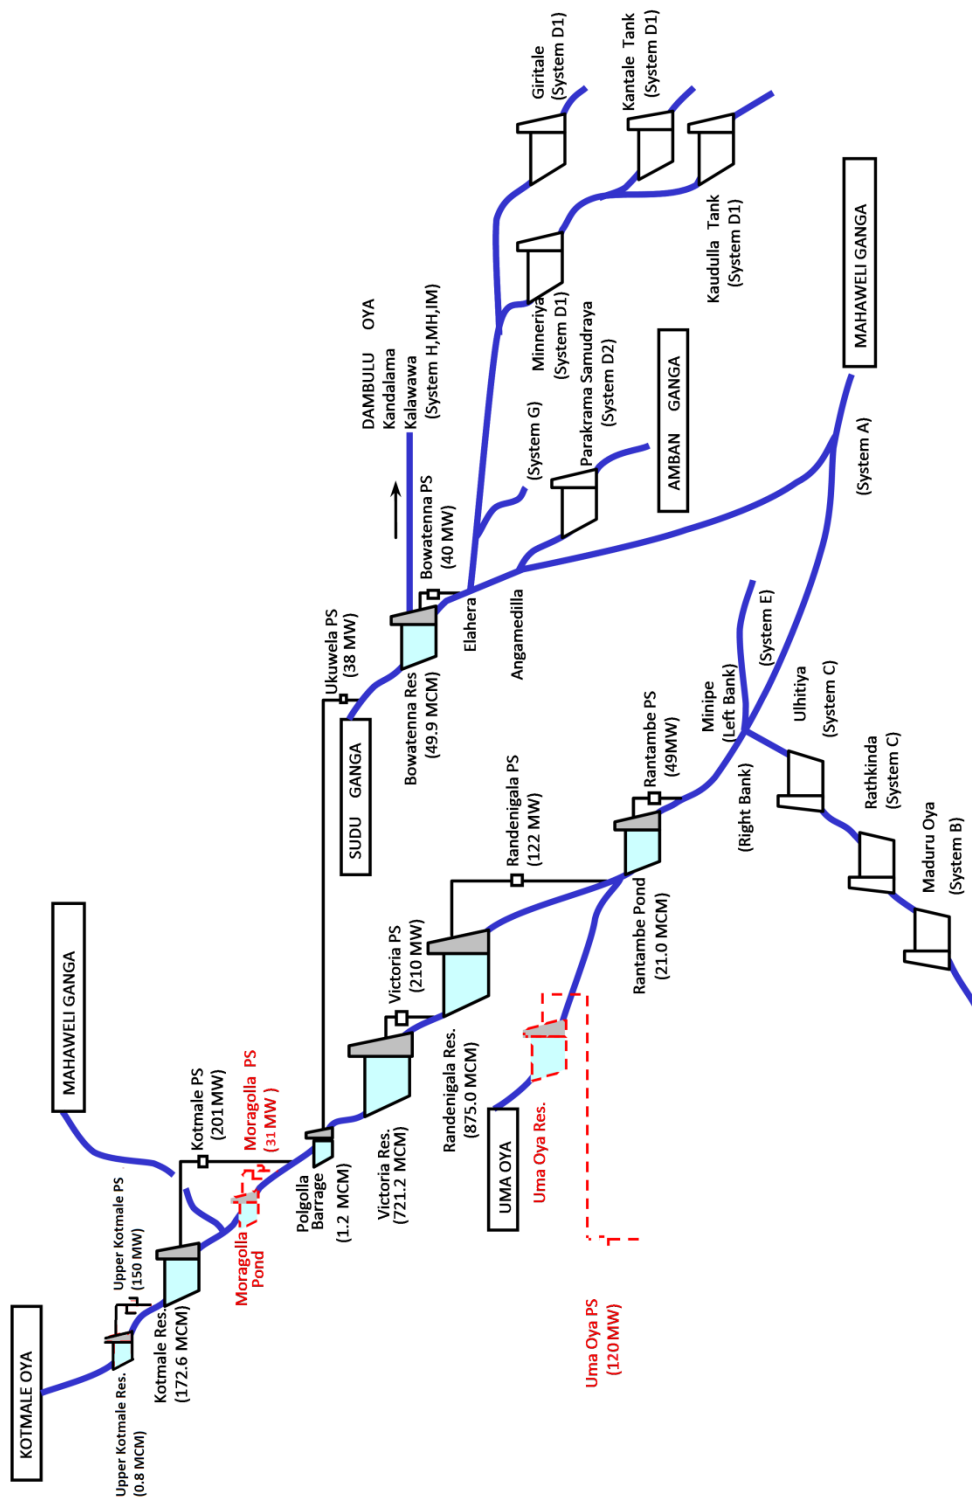 KOTMALE OYA
Upper Kotmale Res.
(0.8 MCM)
Upper Kotmale PS
(150 MW)
Kotmale Res.
(172.6 MCM)
Kotmale PS
(201 MW)
MAHAWELI GANGA
Moragolla
Pond
Moragolla PS
(31 MW )
Polgolla
Barrage
(1.2 MCM)
Victoria Res.
(721.2 MCM)
Victoria PS
(210 MW)
Randenigala Res.
(875.0 MCM)
Randenigala PS
(122 MW)
UMA OYA
Uma Oya Res.
Uma Oya PS
(120 MW)
Rantambe Pond
(21.0 MCM)
Rantambe PS
(49MW)
SUDU GANGA
Ukuwela PS
(38 MW)
Bowatenna Res
(49.9 MCM)
Bowatenna PS
(40 MW)
DAMBULU OYA
Kandalama
Kalawawa
(System H,MH,IM)
Elahera
(System G)
Angamedilla
Parakrama Samudraya
(System D2)
AMBAN GANGA
Minneriya
(System D1)
Giritale
(System D1)
Kantale Tank
(System D1)
Kaudulla Tank
(System D1)
Minipe
(Left Bank)
(Right Bank)
(System E)
Ulhitiya
(System C)
Rathkinda
(System C)
Maduru Oya
(System B)
(System A)
MAHAWELI GANGA